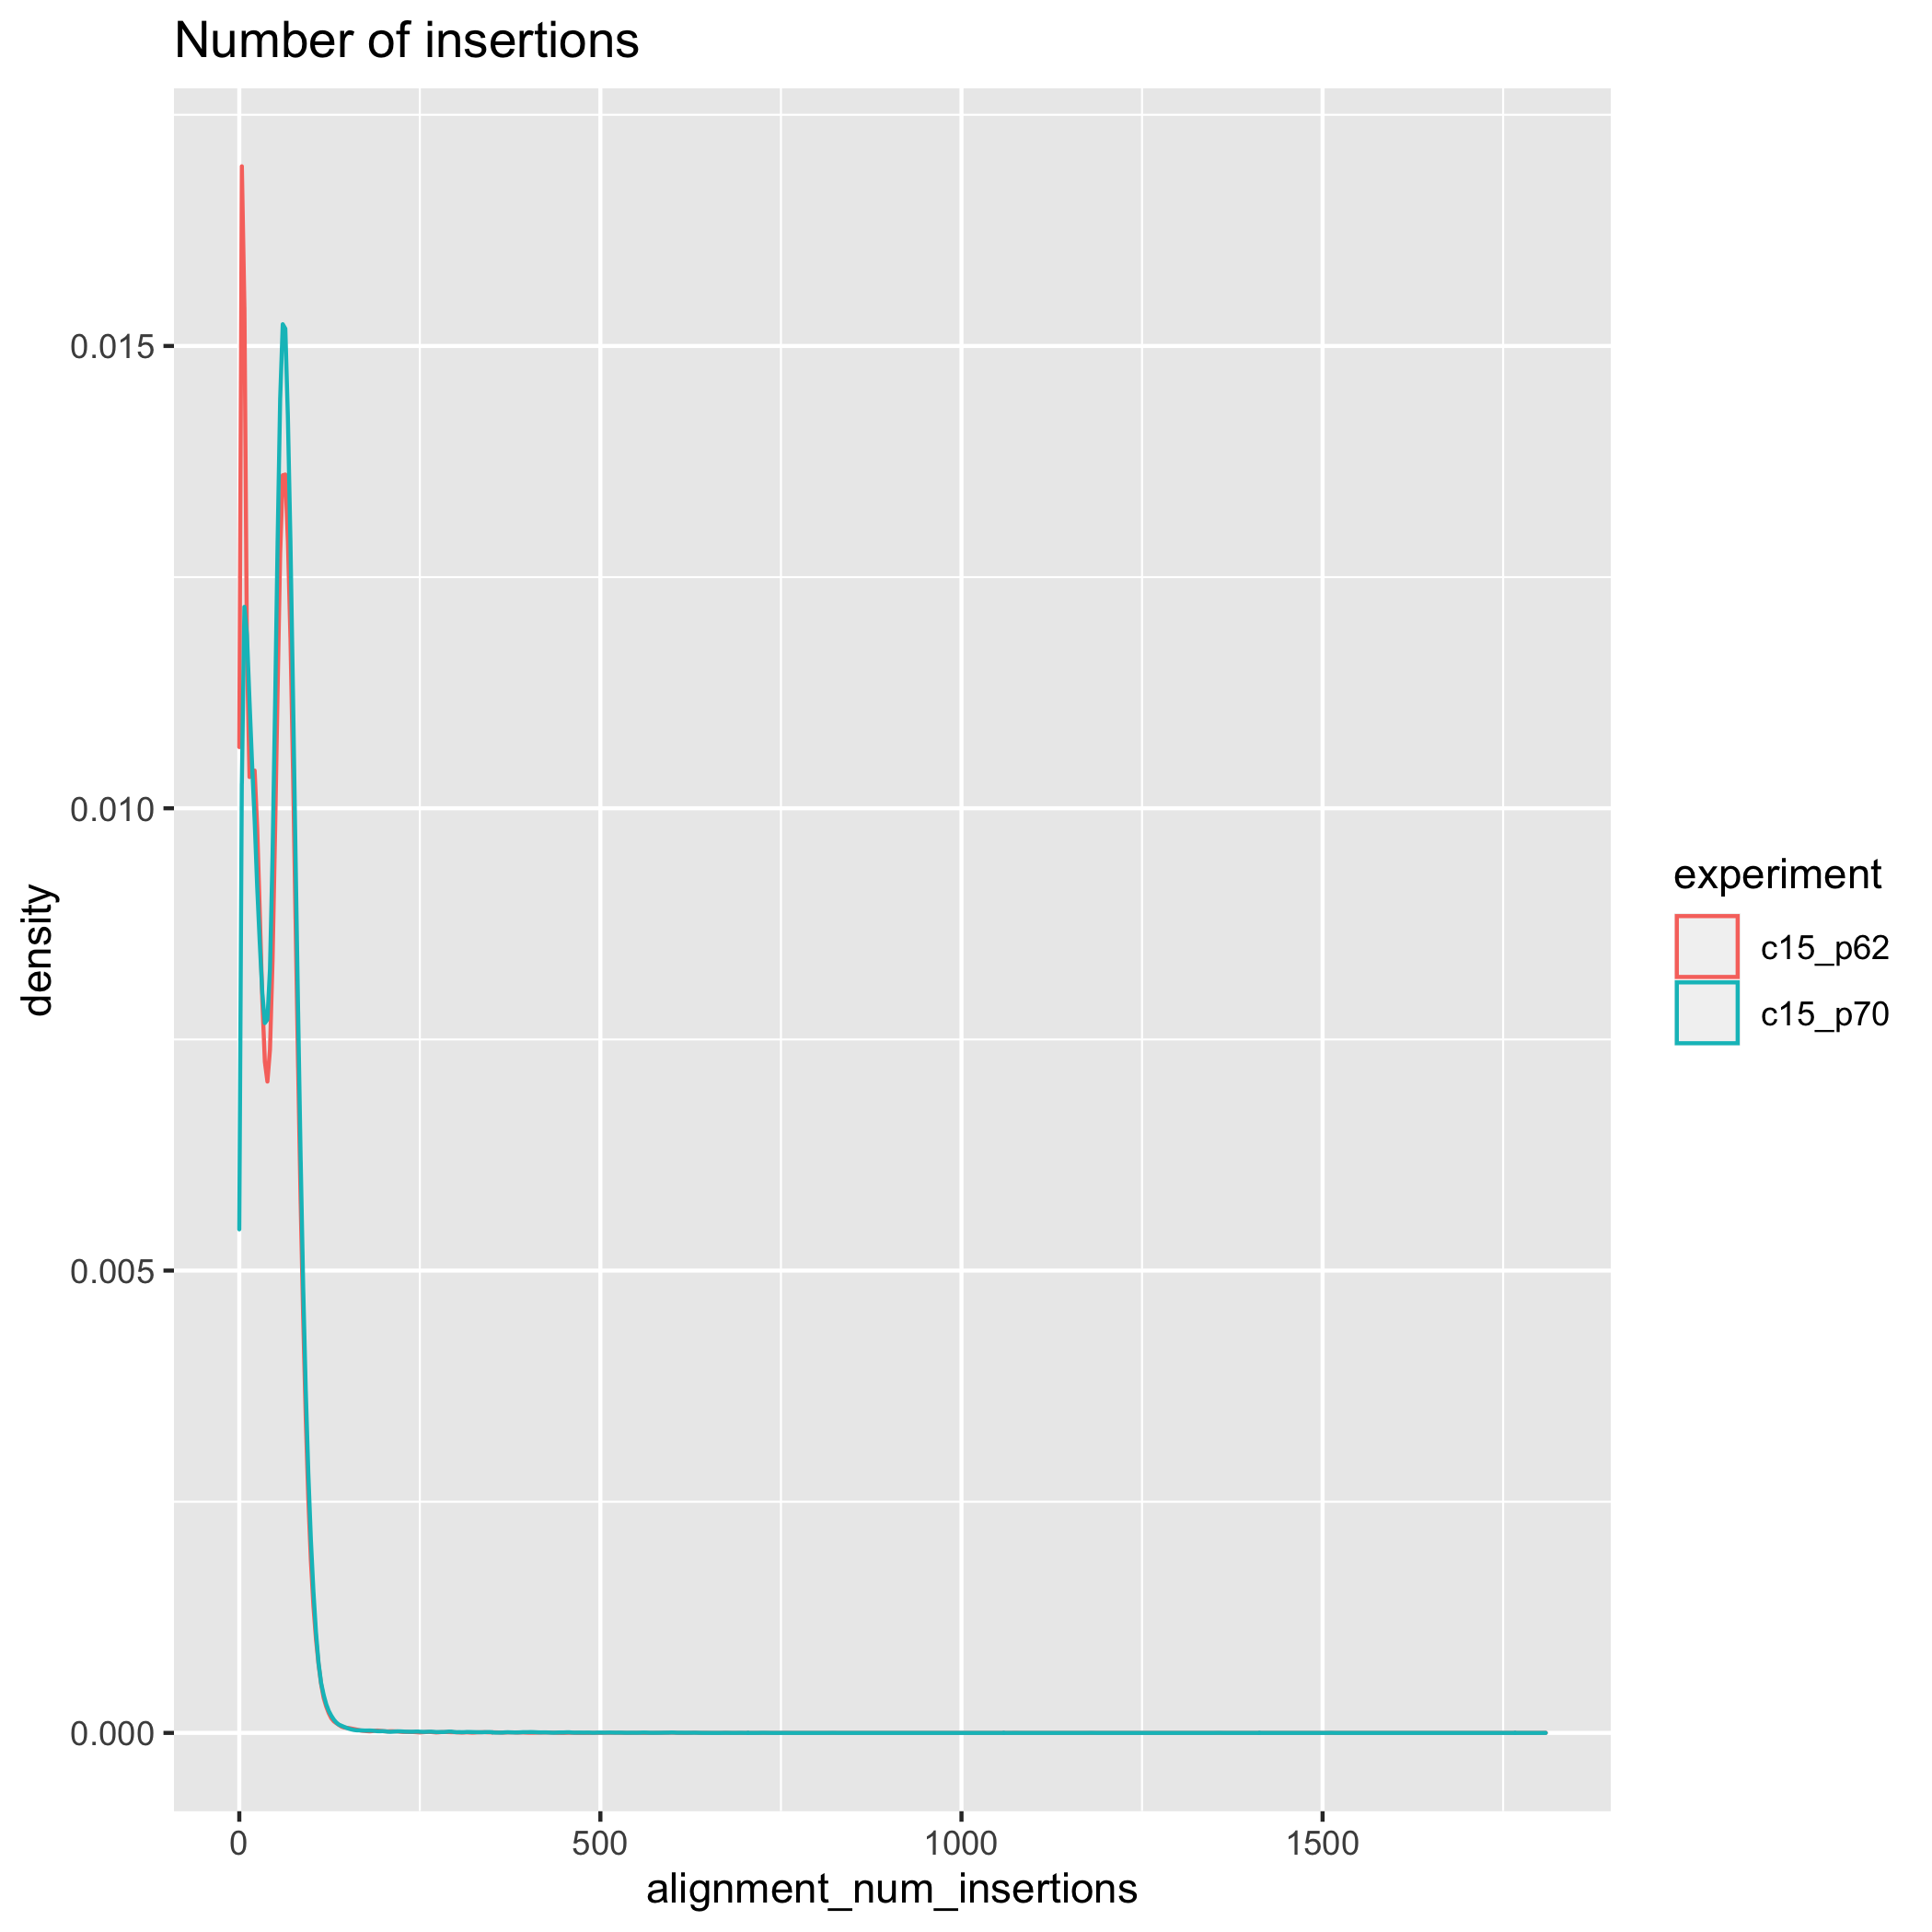 Number of insertions
0.015
0.010
0.005
0.000
density
0
500
1000
1500
alignment_num_insertions
experiment
c15_p62
c15_p70